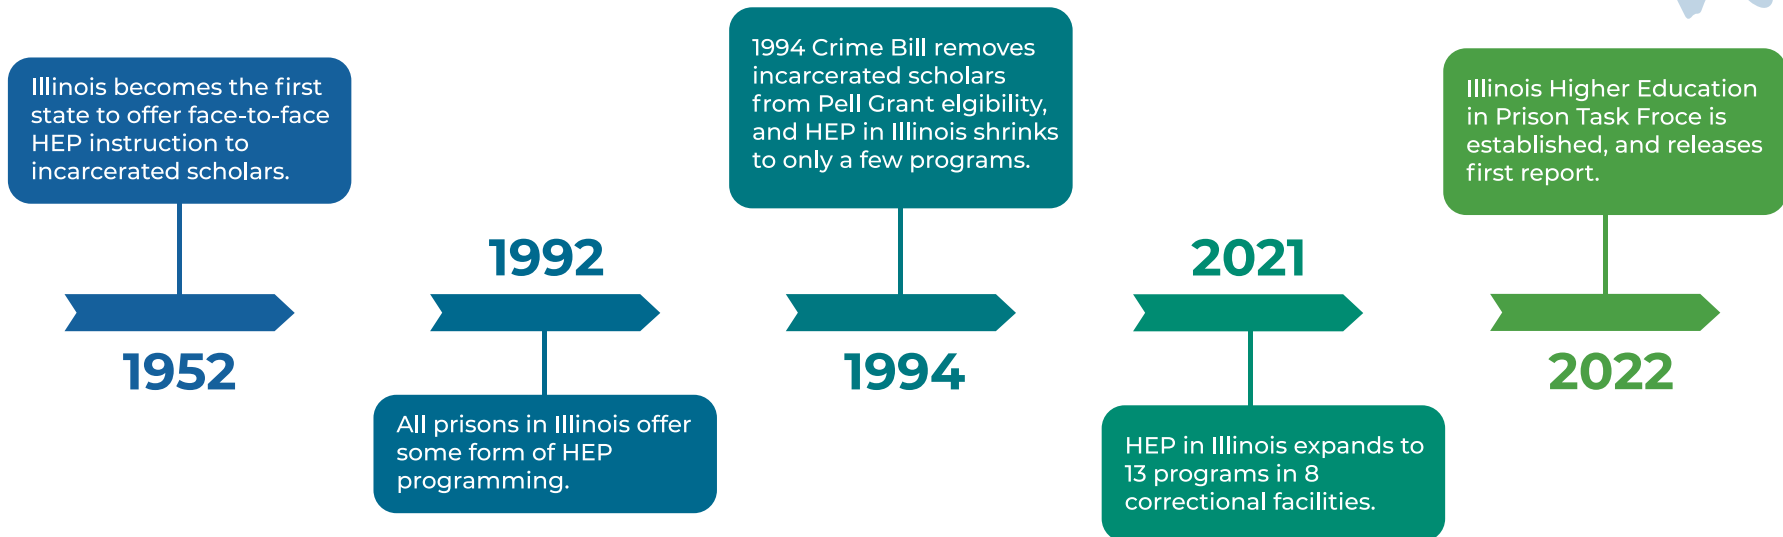 Illinois becomes the first
state to offer face-to-face
HEP instruction to
incarcerated scholars.
1952
1992
All prisons in Illinois offer
some form of HEP
programming.
1994 Crime Bill removes
incarcerated scholars
from Pell Grant elgibility,
and HEP in Illinois shrinks
to only a few programs.
1994
2021
HEP in Illinois expands to
13 programs in 8
correctional facilities.
Illinois Higher Education
in Prison Task Froce is
established, and releases
first report.
2022